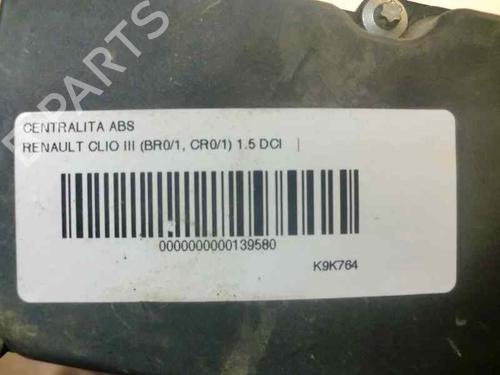 CENTRALITA ABS
RENAULT CLIO III (BR0/1, CR0/1) 1.5 DCI |
0000000000139580
K9K764
B-PARTS